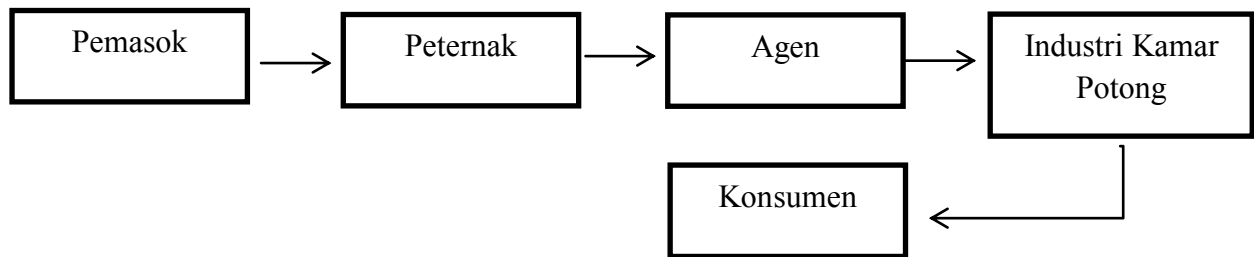 Pemasok
Peternak
Agen
Industri Kamar
Potong
Konsumen